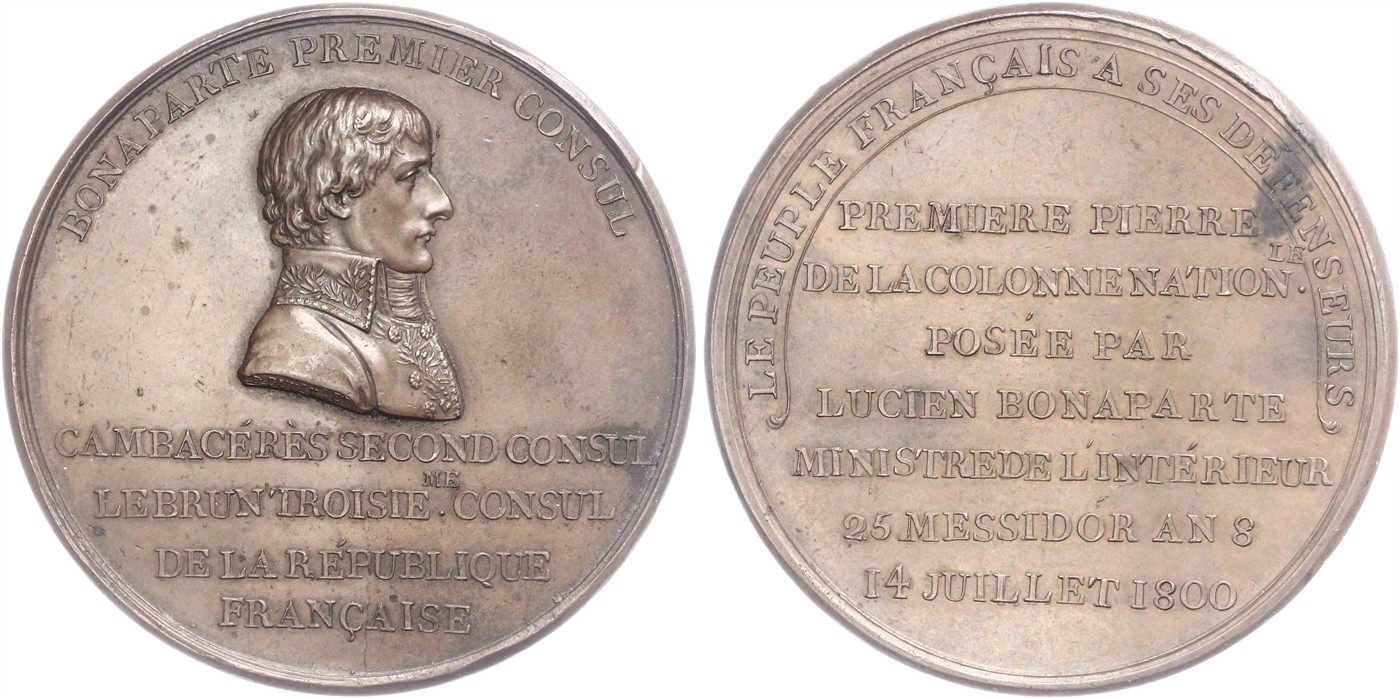 BONAPARTE PREMIER CONSUL
CAMBACÉRÈS SECOND CONSUL
LEBRUN TROISIE.ME CONSUL
DE LA RÉPUBLIQUE
FRANÇAISE
LE PEUPLE FRANÇAIS A SES DEFENSEURS
PREMIERE PIERRE
DE LA COLONNE NATION.LE
POSÉE PAR
LUCIEN BONAPARTE
MINISTRE DE L'INTÉRIEUR
25 MESSIDOR AN 8
14 JUILLET 1800